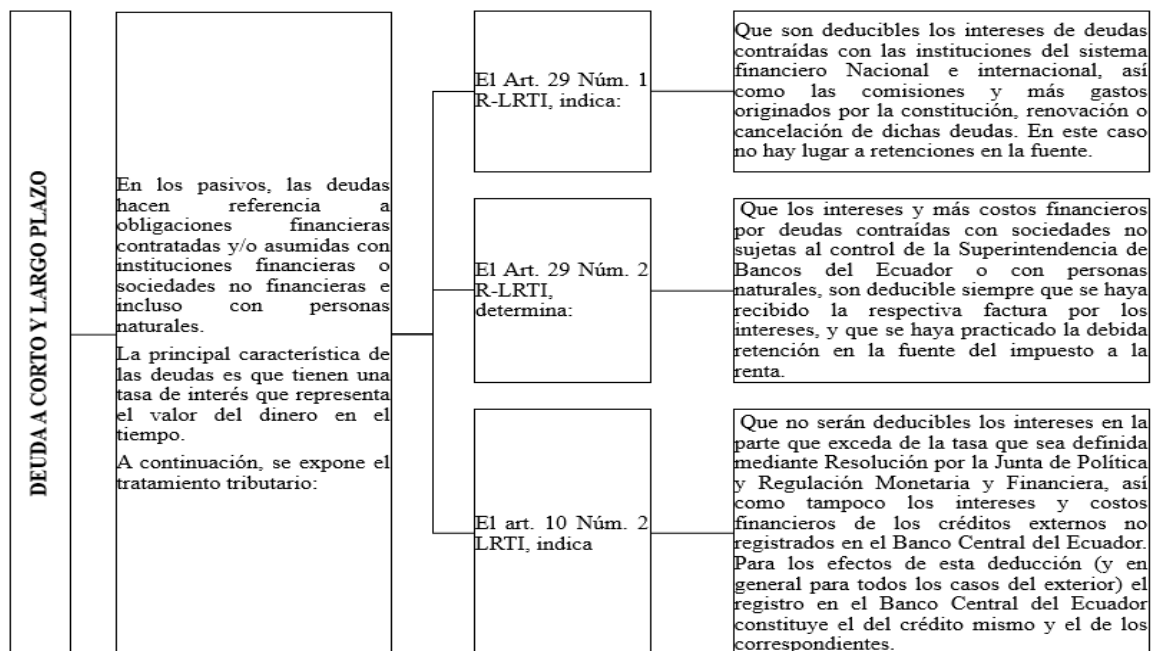 DEUDA A CORTO Y LARGO PLAZO
En los pasivos, las deudas
hacen referencia a
obligaciones financieras
contratadas y/o asumidas con
instituciones financieras o
sociedades no financieras e
incluso con personas
naturales.
La principal característica de
las deudas es que tienen una
tasa de interés que representa
el valor del dinero en el
tiempo.
A continuación, se expone el
tratamiento tributario:
El Art. 29 Núm. 1
R-LRTI, indica:
Que son deducibles los intereses de deudas
contraídas con las instituciones del sistema
financiero Nacional e internacional, así
como las comisiones y más gastos
originados por la constitución, renovación o
cancelación de dichas deudas. En este caso
no hay lugar a retenciones en la fuente.
El Art. 29 Núm. 2
R-LRTI,
determina:
Que los intereses y más costos financieros
por deudas contraídas con sociedades no
sujetas al control de la Superintendencia de
Bancos del Ecuador o con personas
naturales, son deducible siempre que se haya
recibido la respectiva factura por los
intereses, y que se haya practicado la debida
retención en la fuente del impuesto a la
renta.
El art. 10 Núm. 2
LRTI, indica
Que no serán deducibles los intereses en la
parte que exceda de la tasa que sea definida
mediante Resolución por la Junta de Política
y Regulación Monetaria y Financiera, así
como tampoco los intereses y costos
financieros de los créditos externos no
registrados en el Banco Central del Ecuador.
Para los efectos de esta deducción (y en
general para todos los casos del exterior) el
registro en el Banco Central del Ecuador
constituye el del crédito mismo y el de los
correspondientes.